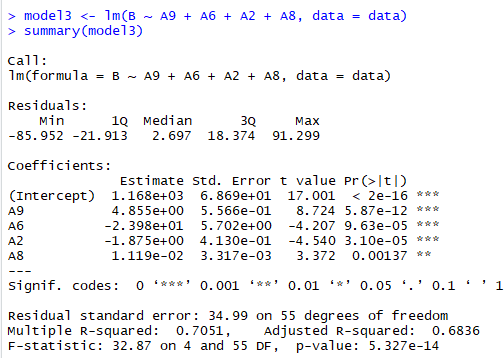 > model3 <- lm(B ~ A9 + A6 + A2 + A8, data = data)
> summary(model3)
Call:
lm(formula = B ~ A9 + A6 + A2 + A8, data = data)
Residuals:
    Min      1Q  Median      3Q     Max
-85.952 -21.913   2.697  18.374  91.299
Coefficients:
              Estimate Std. Error t value Pr(>|t|)
(Intercept)  1.168e+03  6.869e+01  17.001  < 2e-16 ***
A9           4.855e+00  5.566e-01   8.724 5.87e-12 ***
A6          -2.398e+01  5.702e+00  -4.207 9.63e-05 ***
A2          -1.875e+00  4.130e-01  -4.540 3.10e-05 ***
A8           1.119e-02  3.317e-03   3.372  0.00137 **
---
Signif. codes:  0 ‘***’ 0.001 ‘**’ 0.01 ‘*’ 0.05 ‘.’ 0.1 ‘ ’ 1
Residual standard error: 34.99 on 55 degrees of freedom
Multiple R-squared:  0.7051,    Adjusted R-squared:  0.6836
F-statistic: 32.87 on 4 and 55 DF,  p-value: 5.327e-14